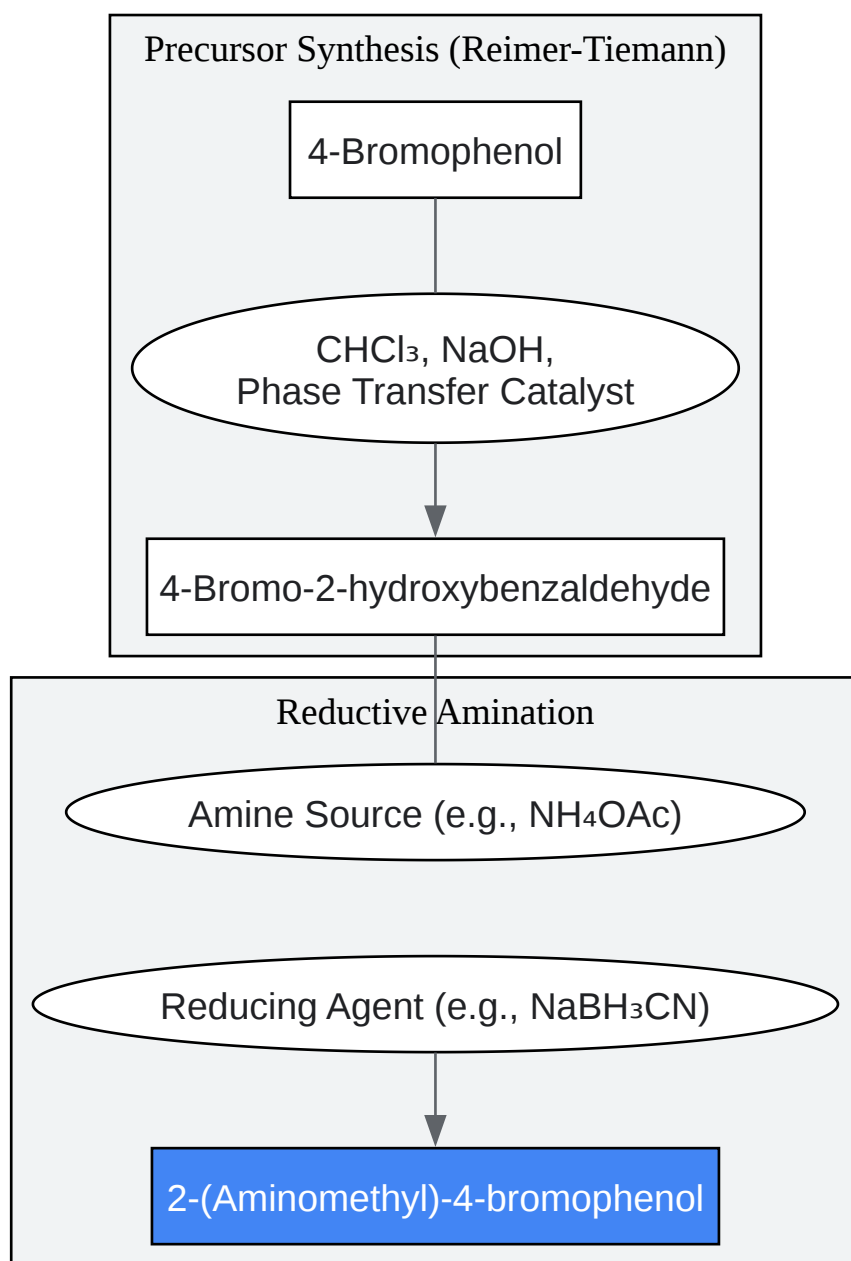 Precursor Synthesis (Reimer-Tiemann)
4-Bromophenol
CHCl₃, NaOH,
Phase Transfer Catalyst
4-Bromo-2-hydroxybenzaldehyde
Reductive Amination
Amine Source (e.g., NH₄OAc)
Reducing Agent (e.g., NaBH₃CN)
2-(Aminomethyl)-4-bromophenol